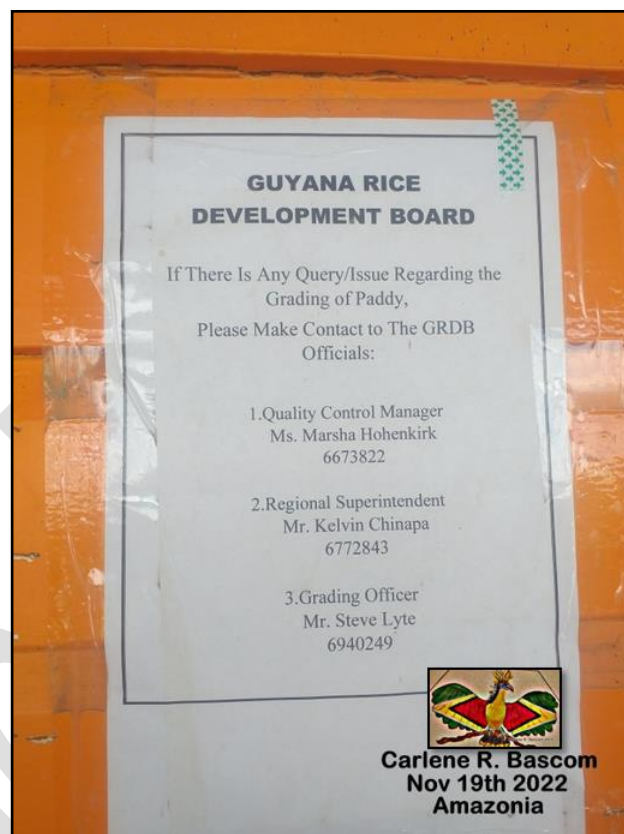 GUYANA RICE
DEVELOPMENT BOARD
If There Is Any Query/Issue Regarding the
Grading of Paddy,
Please Make Contact to The GRDB
Officials:
1.Quality Control Manager
Ms. Marsha Hohenkirk
6673822
2.Regional Superintendent
Mr. Kelvin Chinapa
6772843
3.Grading Officer
Mr. Steve Lyte
6940249
Carlene R. Bascom
Nov 19th 2022
Amazonia